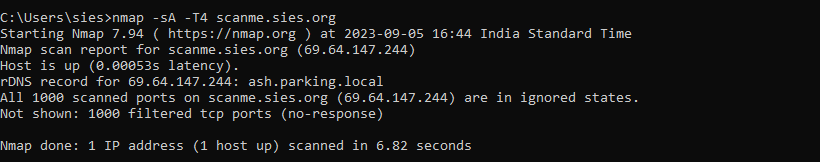 C:\Users\sies>nmap -sA -T4 scanme.sies.org
Starting Nmap 7.94 ( https://nmap.org ) at 2023-09-05 16:44 India Standard Time
Nmap scan report for scanme.sies.org (69.64.147.244)
Host is up (0.00053s latency).
rDNS record for 69.64.147.244: ash.parking.local
All 1000 scanned ports on scanme.sies.org (69.64.147.244) are in ignored states.
Not shown: 1000 filtered tcp ports (no-response)
Nmap done: 1 IP address (1 host up) scanned in 6.82 seconds